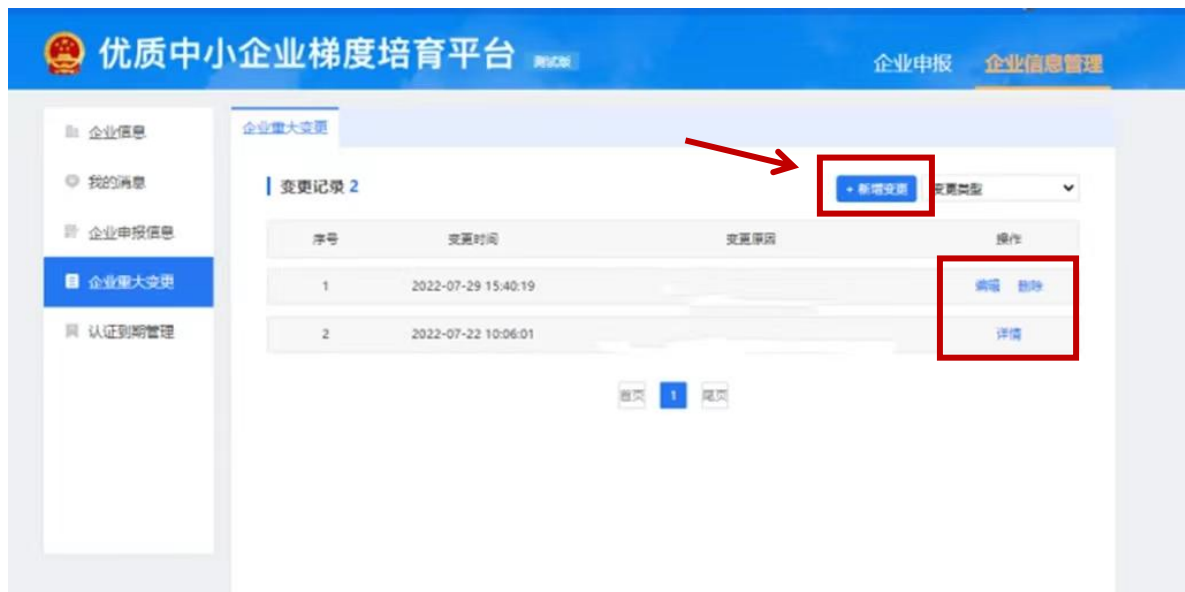 优质中小企业梯度培育平台 测试版
企业申报 企业信息管理
企业信息
我的消息
企业申报信息
企业重大变更
认证到期管理
企业重大变更
变更记录 2
+ 新增变更 变更类型
序号 变更时间 变更原因 操作
1 2022-07-29 15:40:19 编辑 删除
2 2022-07-22 10:06:01 详情
首页 1 尾页